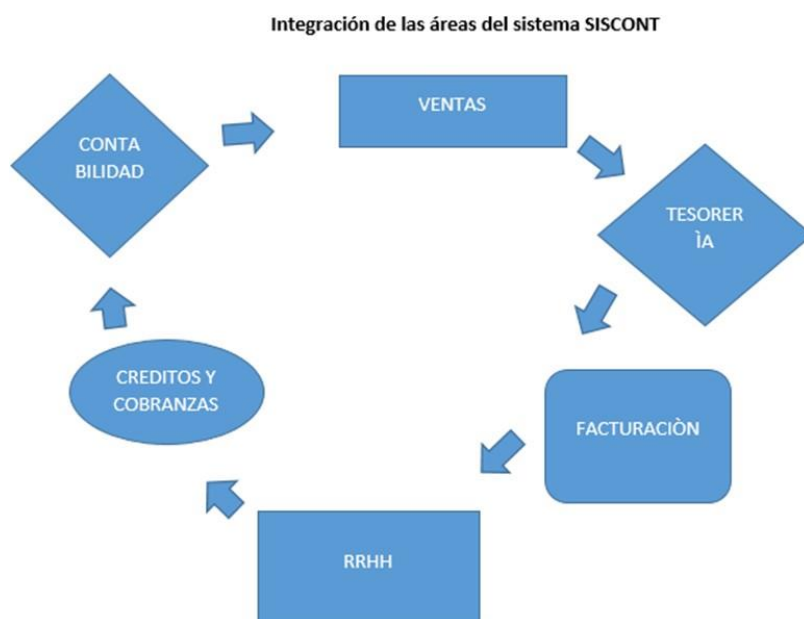 Integración de las áreas del sistema SISCONT
VENTAS
CONTA
BILIDAD
TESORER
ÌA
CREDITOS Y
COBRANZAS
FACTURACIÒN
RRHH